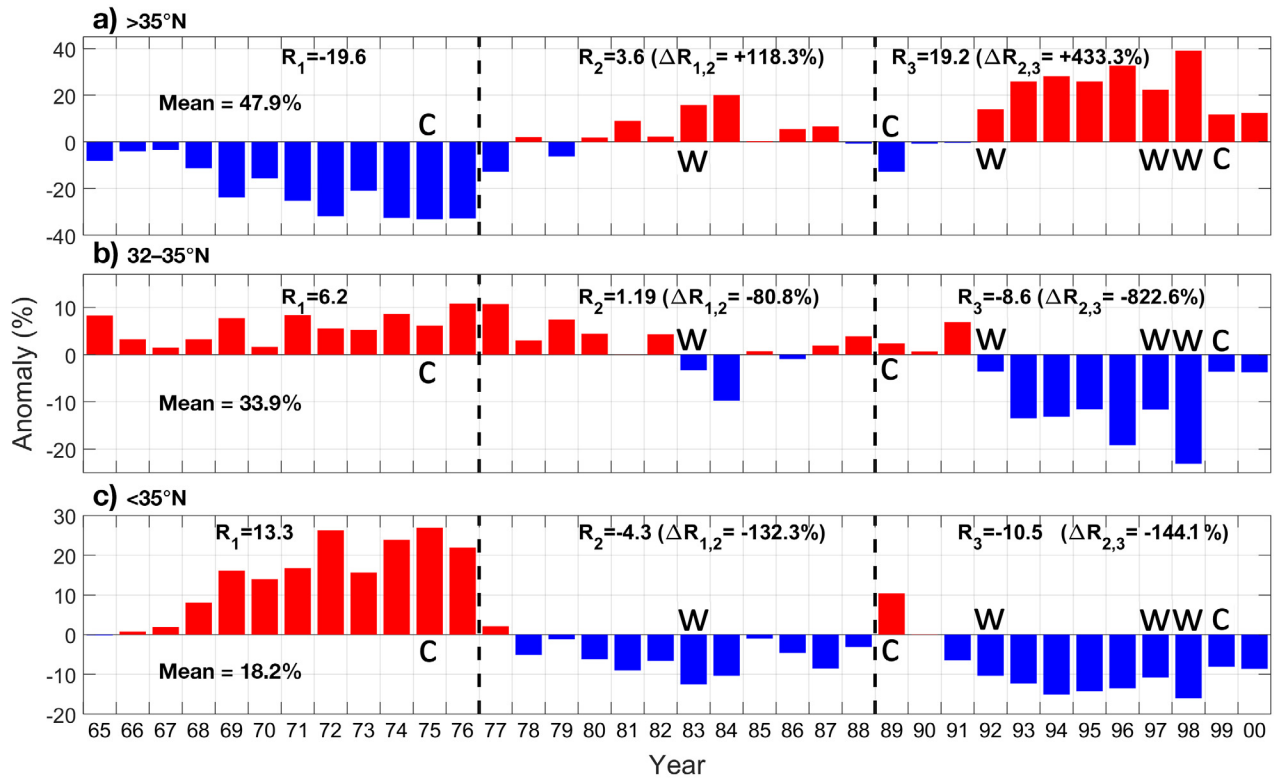 a) >35°N
R1=-19.6
R2=3.6 (ΔR1,2= +118.3%)
R3=19.2 (ΔR2,3= +433.3%)
Mean = 47.9%
40
20
0
-20
-40
C
W
C
W
W
W
C
b) 32–35°N
R1=6.2
R2=1.19 (ΔR1,2= -80.8%)
R3=-8.6 (ΔR2,3= -822.6%)
Mean = 33.9%
10
0
-10
-20
C
W
C
W
W
W
C
Anomaly (%)
c) <35°N
R1=13.3
R2=-4.3 (ΔR1,2= -132.3%)
R3=-10.5 (ΔR2,3= -144.1%)
Mean = 18.2%
30
20
10
0
-10
-20
C
W
C
W
W
W
C
65 66 67 68 69 70 71 72 73 74 75 76 77 78 79 80 81 82 83 84 85 86 87 88 89 90 91 92 93 94 95 96 97 98 99 00
Year